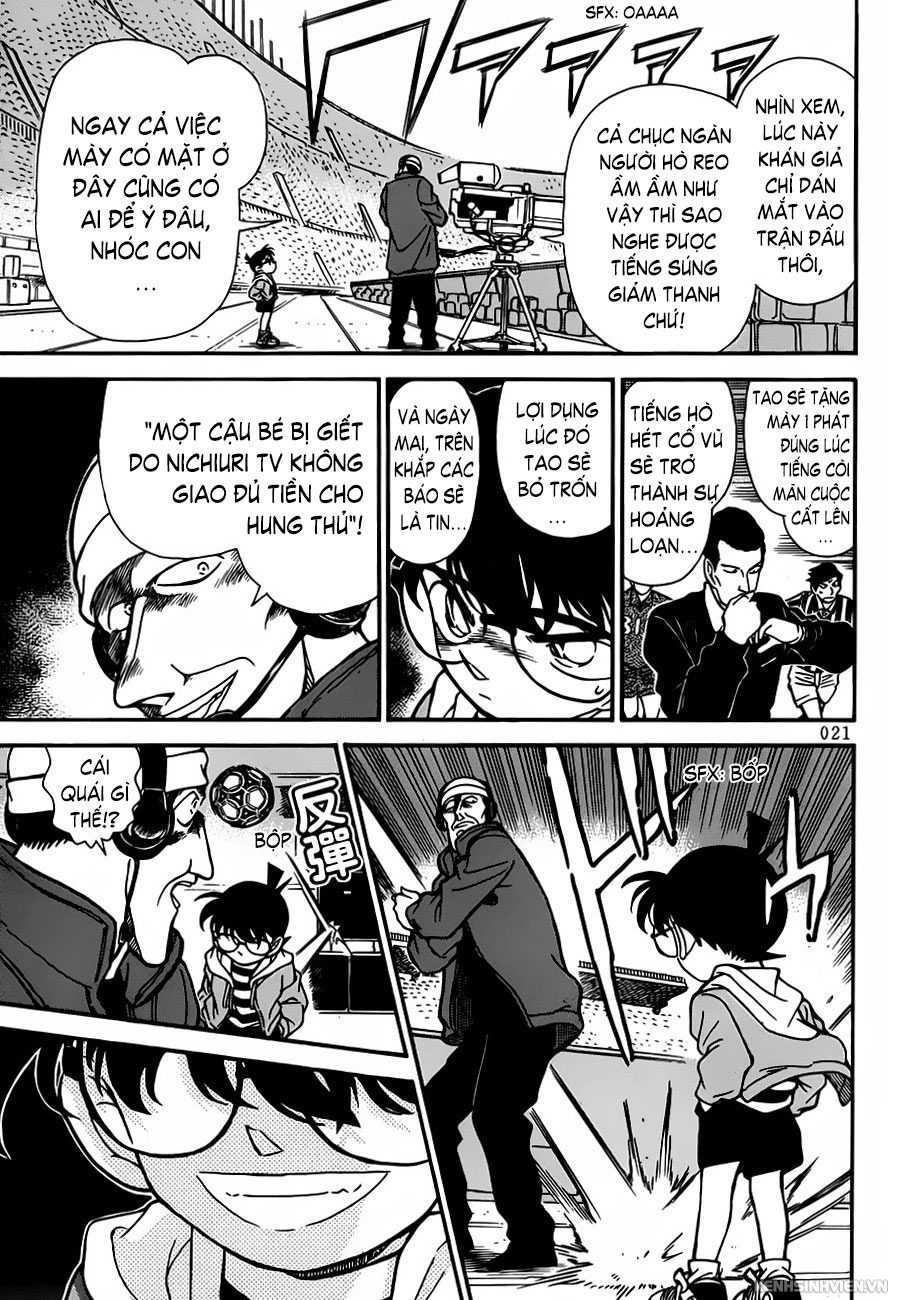 SFX: OAAAA
NHÌN XEM,
LÚC NÀY
KHÁN GIẢ
CHỈ DÁN
MẮT VÀO
TRẬN ĐẤU
THÔI,
CẢ CHỤC NGÀN
NGƯỜI HÒ REO
ẦM ẦM NHƯ
VẬY THÌ SAO
NGHE ĐƯỢC
TIẾNG SÚNG
GIẢM THANH
CHỨ!
NGAY CẢ VIỆC
MÀY CÓ MẶT Ở
ĐÂY CŨNG CÓ
AI ĐỂ Ý ĐÂU,
NHÓC CON
...
TAO SẼ TẶNG
MÀY 1 PHÁT
ĐÚNG LÚC
TIẾNG CÒI
MÃN CUỘC
CẤT LÊN
...
TIẾNG HÒ
HÉT CỔ VŨ
SẼ TRỞ
THÀNH SỰ
HOẢNG
LOẠN...
LỢI DỤNG
LÚC ĐÓ
TAO SẼ
BỎ TRỐN
...
VÀ NGÀY
MAI, TRÊN
KHẮP CÁC
BÁO SẼ
LÀ TIN...
"MỘT CẬU BÉ BỊ GIẾT
DO NICHIURI TV KHÔNG
GIAO ĐỦ TIỀN CHO
HUNG THỦ"!
021
SFX: BỐP
CÁI
QUÁI GÌ
THẾ!?
BỘP
反彈
KENHSINHVIEN.VN